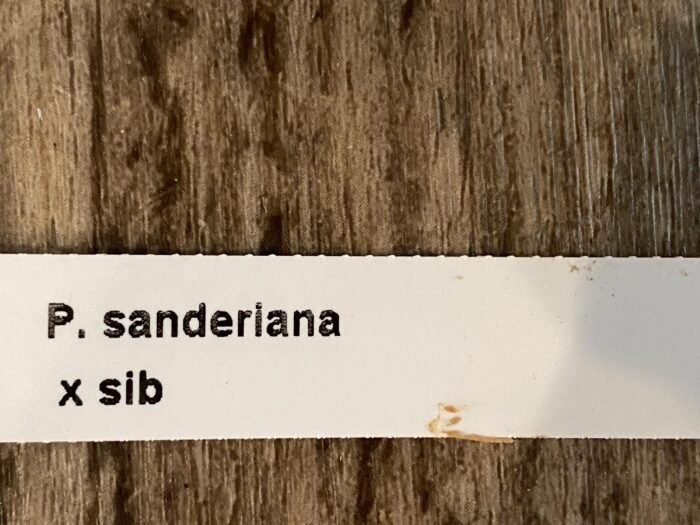 P. sanderiana
x sib